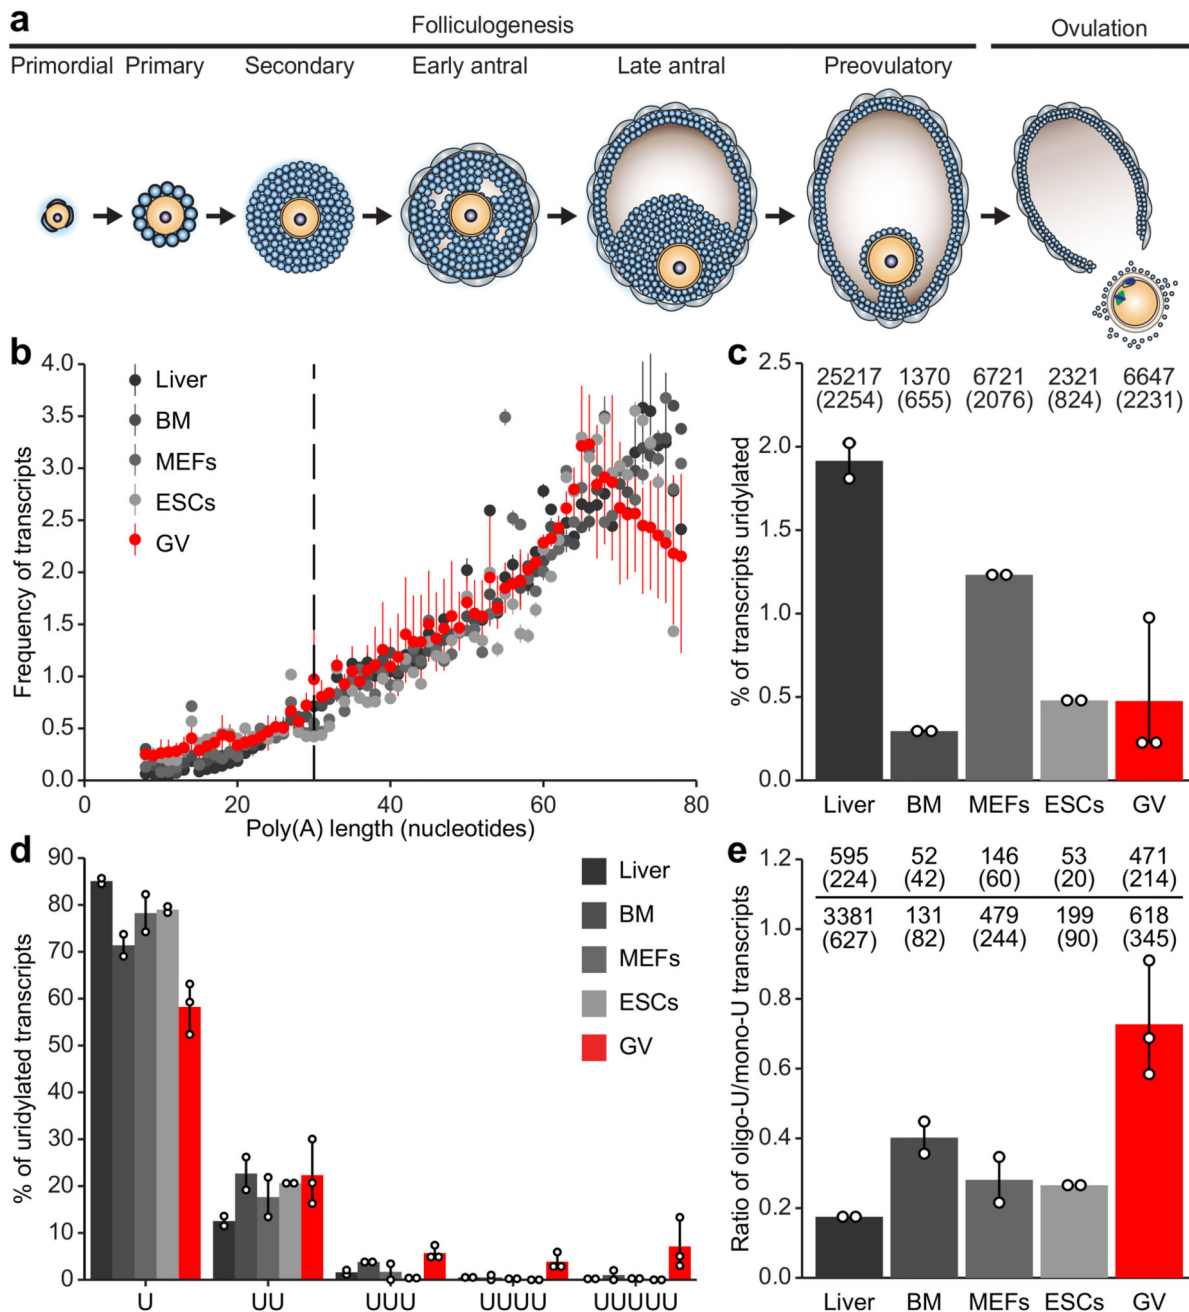 a
Folliculogenesis
Ovulation
Primordial Primary Secondary Early antral Late antral Preovulatory
b
Frequency of transcripts
4.0
3.5
3.0
2.5
2.0
1.5
1.0
0.5
0.0
Liver
BM
MEFs
ESCs
GV
0 20 40 60 80
Poly(A) length (nucleotides)
c
% of transcripts uridylated
2.5
2.0
1.5
1.0
0.5
0.0
25217 1370 6721 2321 6647
(2254) (655) (2076) (824) (2231)
Liver BM MEFs ESCs GV
d
% of uridylated transcripts
90
80
70
60
50
40
30
20
10
0
Liver
BM
MEFs
ESCs
GV
U UU UUU UUUU UUUUU
e
Ratio of oligo-U/mono-U transcripts
1.2
1.0
0.8
0.6
0.4
0.2
0.0
595 52 146 53 471
(224) (42) (60) (20) (214)
3381 131 479 199 618
(627) (82) (244) (90) (345)
Liver BM MEFs ESCs GV